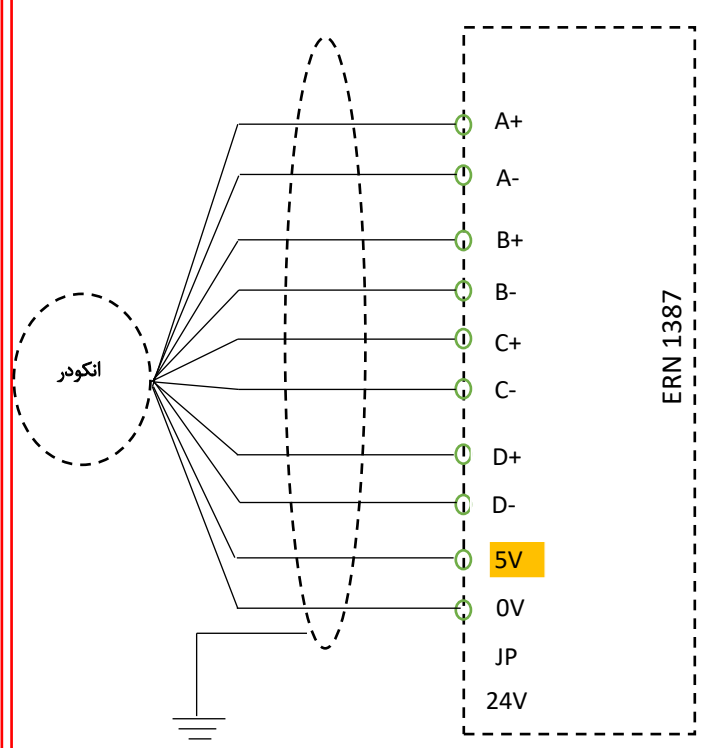 A+
A-
B+
B-
C+
C-
D+
D-
5V
0V
JP
24V
انکودر
ERN 1387